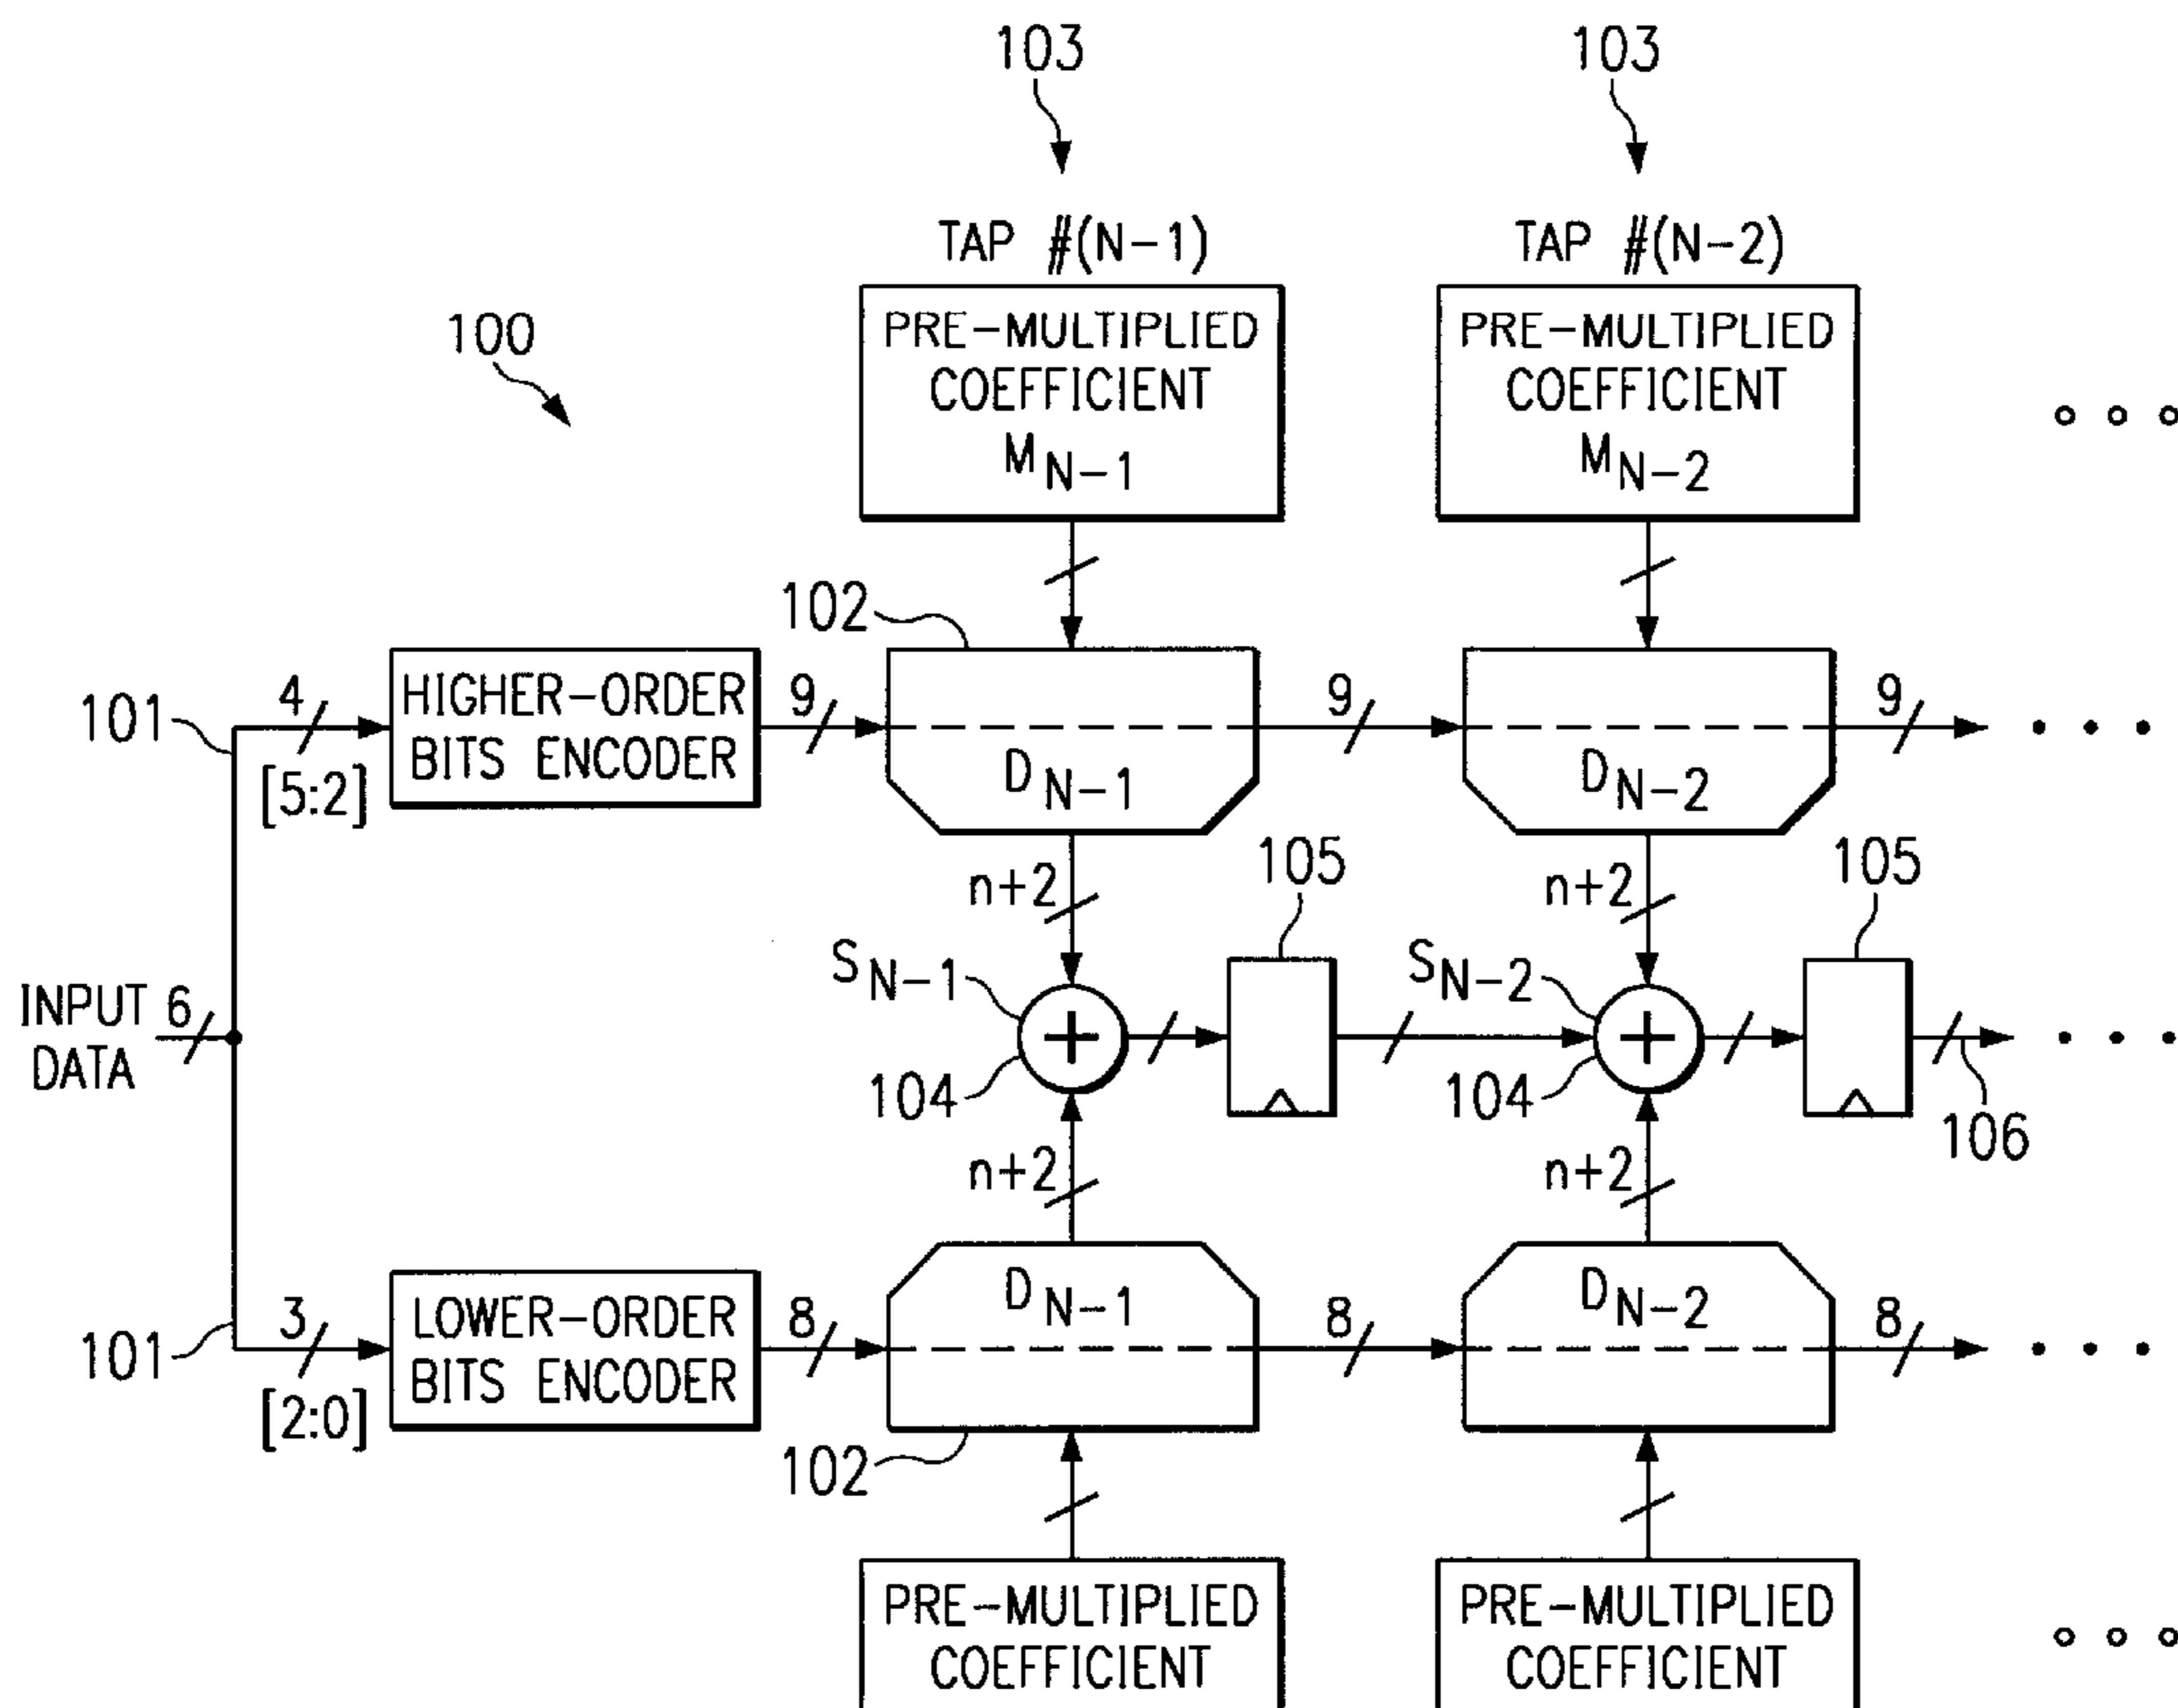 103
103
TAP #(N-1)
TAP #(N-2)
100
PRE-MULTIPLIED
COEFFICIENT
M N-1
PRE-MULTIPLIED
COEFFICIENT
M N-2
102
101
4
[5:2]
HIGHER-ORDER
BITS ENCODER
9
D N-1
9
D N-2
9
n+2
105
n+2
105
S N-1
S N-2
INPUT
DATA
6
104
104
106
n+2
n+2
101
3
[2:0]
LOWER-ORDER
BITS ENCODER
8
D N-1
8
D N-2
8
102
PRE-MULTIPLIED
COEFFICIENT
PRE-MULTIPLIED
COEFFICIENT